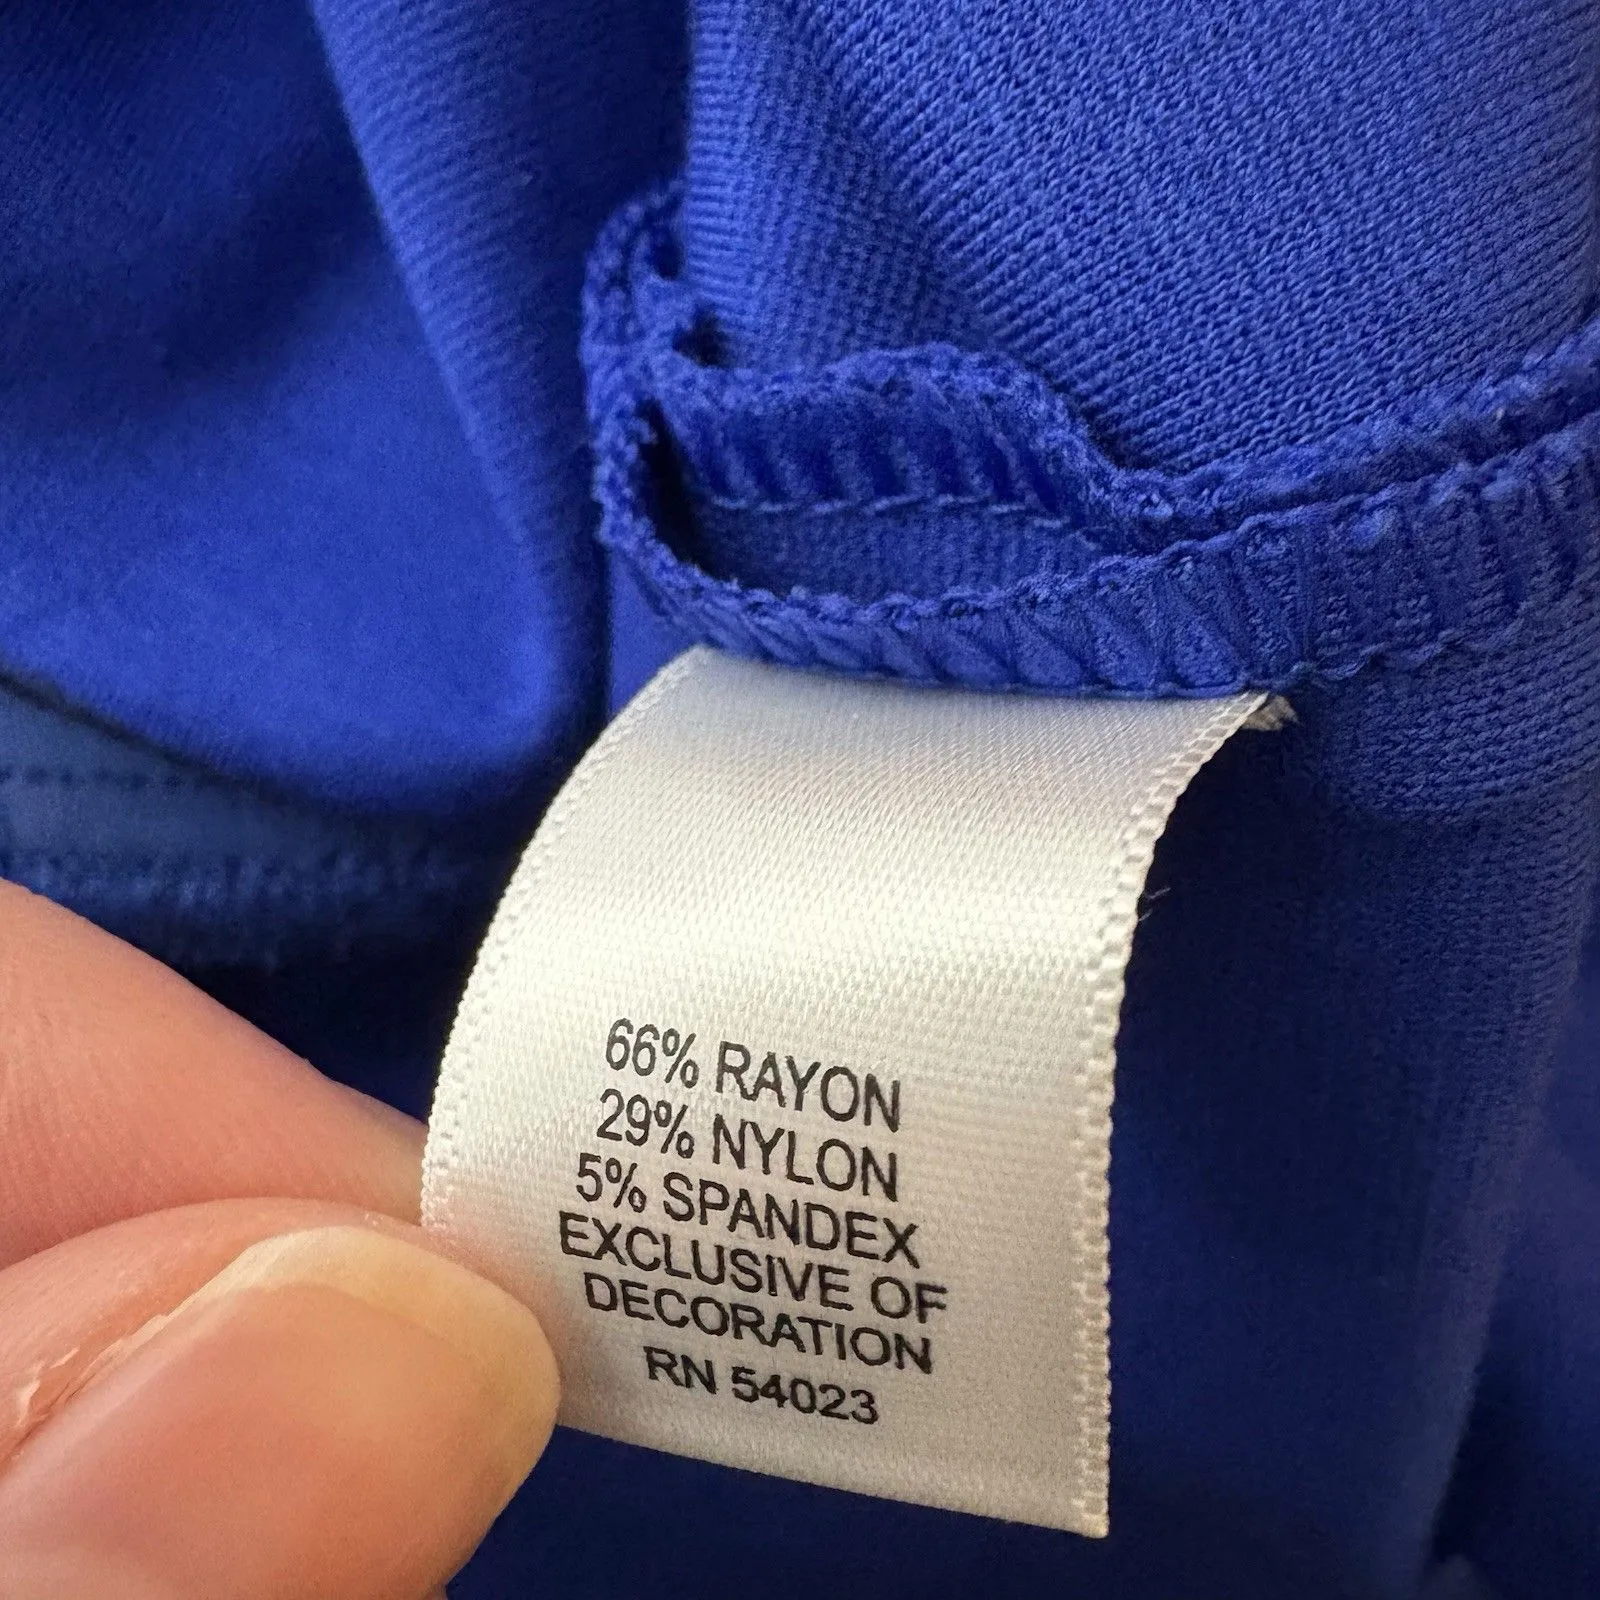 66% RAYON
29% NYLON
5% SPANDEX
EXCLUSIVE OF
DECORATION
RN 54023